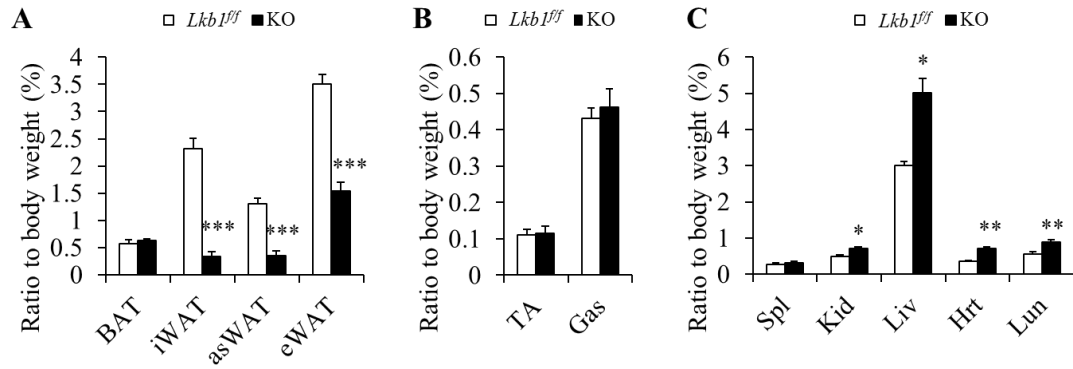 A
Lkb1f/f KO
Ratio to body weight (%)
4
3.5
3
2.5
2
1.5
1
0.5
0
***
***
***
BAT
iWAT
asWAT
eWAT
B
Lkb1f/f KO
Ratio to body weight (%)
0.6
0.5
0.4
0.3
0.2
0.1
0
TA
Gas
C
Lkb1f/f KO
Ratio to body weight (%)
6
5
4
3
2
1
0
*
*
**
**
Spl
Kid
Liv
Hrt
Lun